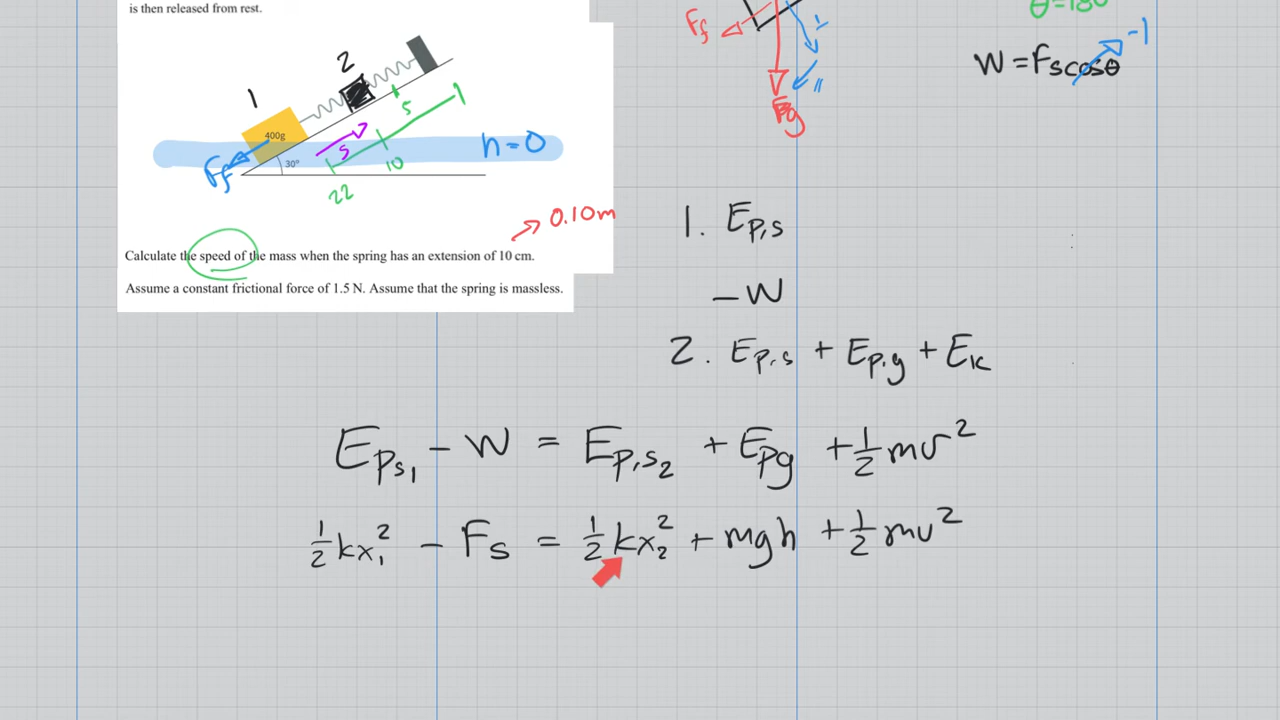 is then released from rest.
θ=180
Ff
⊥
//
Fg
W = Fscosθ
-1
2
1
5
400g
h=0
5
Ff
30°
10
22
0.10m
Calculate the speed of the mass when the spring has an extension of 10 cm.
Assume a constant frictional force of 1.5 N. Assume that the spring is massless.
1. Ep,s
- W
2. Ep,s + Ep,g + Ek
Eps₁ - W = Ep,s₂ + Epg + ½mv²
½kx₁² - Fs = ½kx₂² + mgh + ½mv²